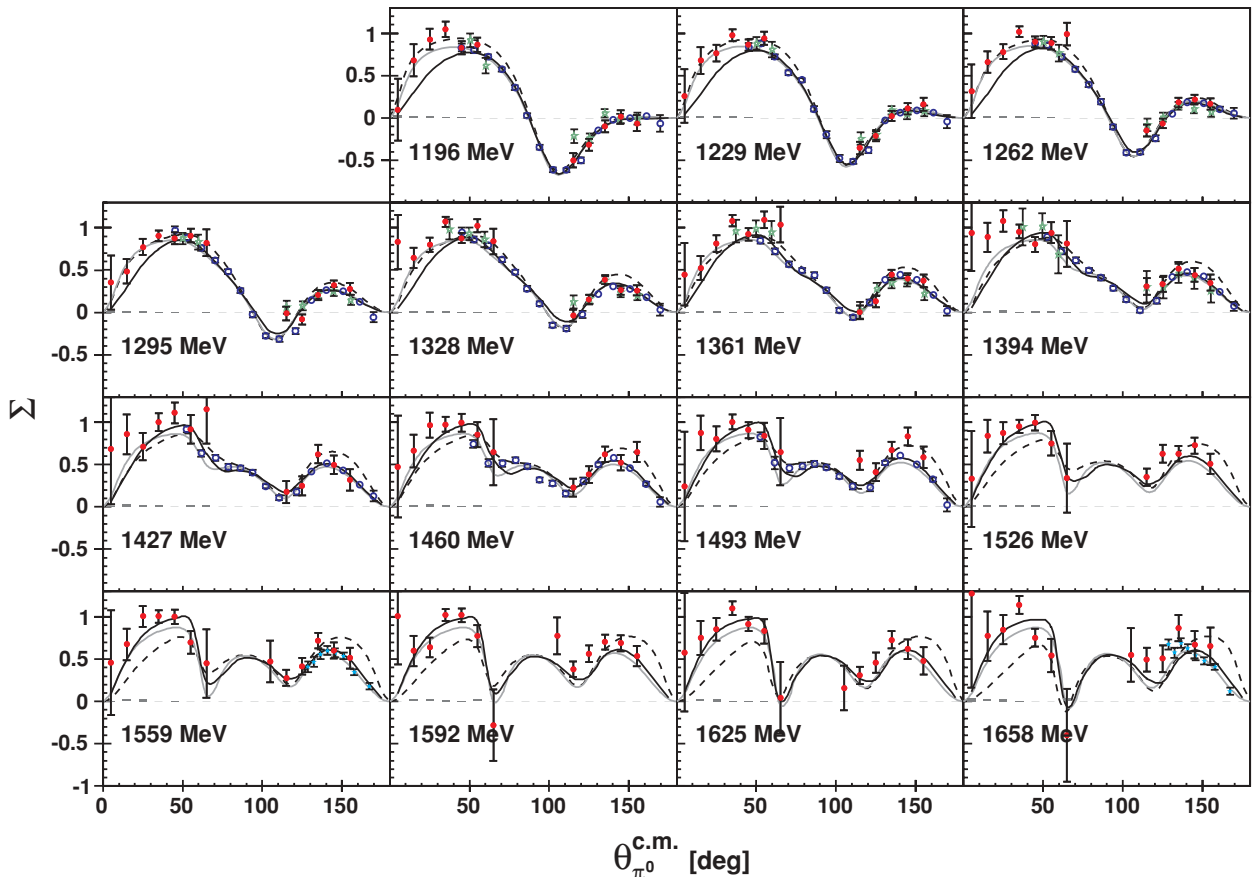 1
0.5
0
-0.5
1196 MeV
1229 MeV
1262 MeV
1
0.5
0
-0.5
1295 MeV
1328 MeV
1361 MeV
1394 MeV
Σ
1
0.5
0
-0.5
1427 MeV
1460 MeV
1493 MeV
1526 MeV
1
0.5
0
-0.5
-1
1559 MeV
1592 MeV
1625 MeV
1658 MeV
0 50 100 150 50 100 150 50 100 150 50 100 150
θ_{π^0}^{c.m.} [deg]